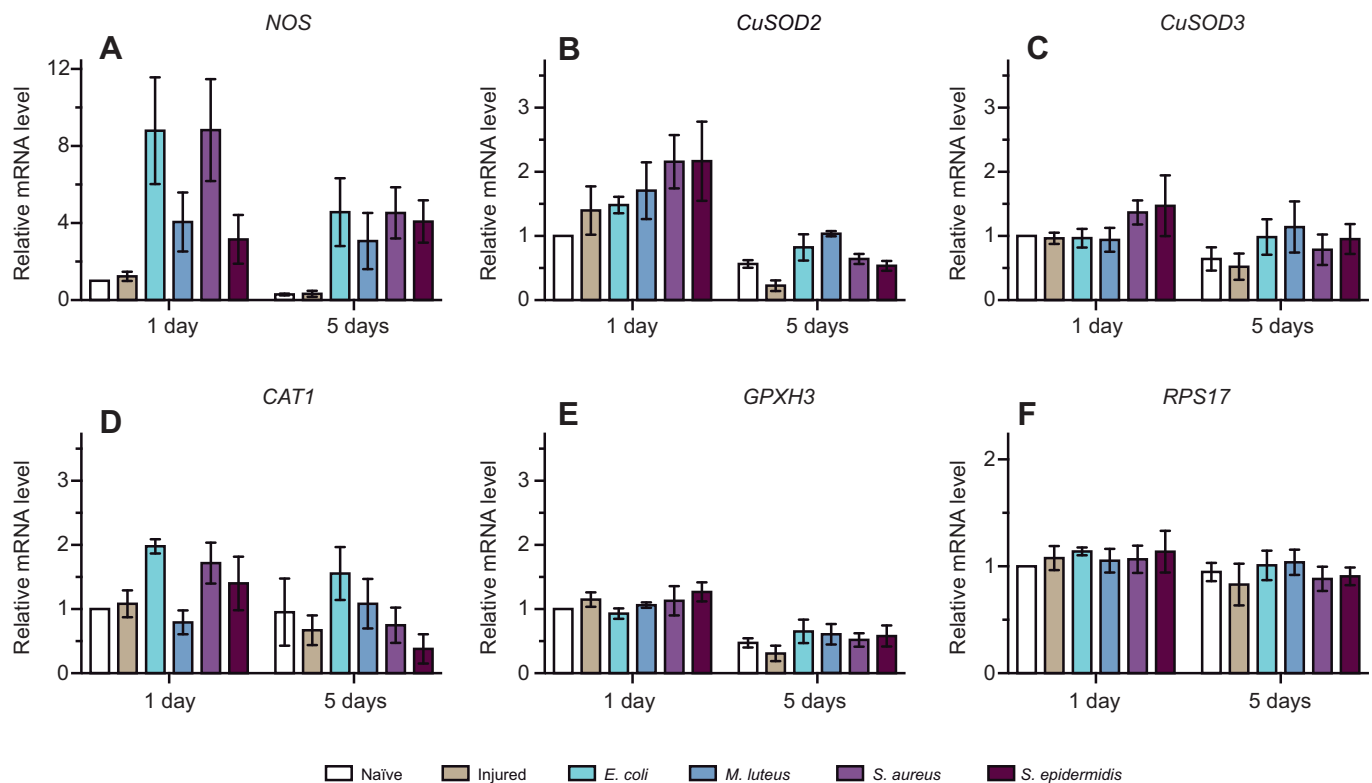 NOS
A
Relative mRNA level
12
8
4
0
1 day 5 days
CuSOD2
B
Relative mRNA level
3
2
1
0
1 day 5 days
CuSOD3
C
Relative mRNA level
3
2
1
0
1 day 5 days
CAT1
D
Relative mRNA level
3
2
1
0
1 day 5 days
GPXH3
E
Relative mRNA level
3
2
1
0
1 day 5 days
RPS17
F
Relative mRNA level
2
1
0
1 day 5 days
Naïve Injured E. coli M. luteus S. aureus S. epidermidis